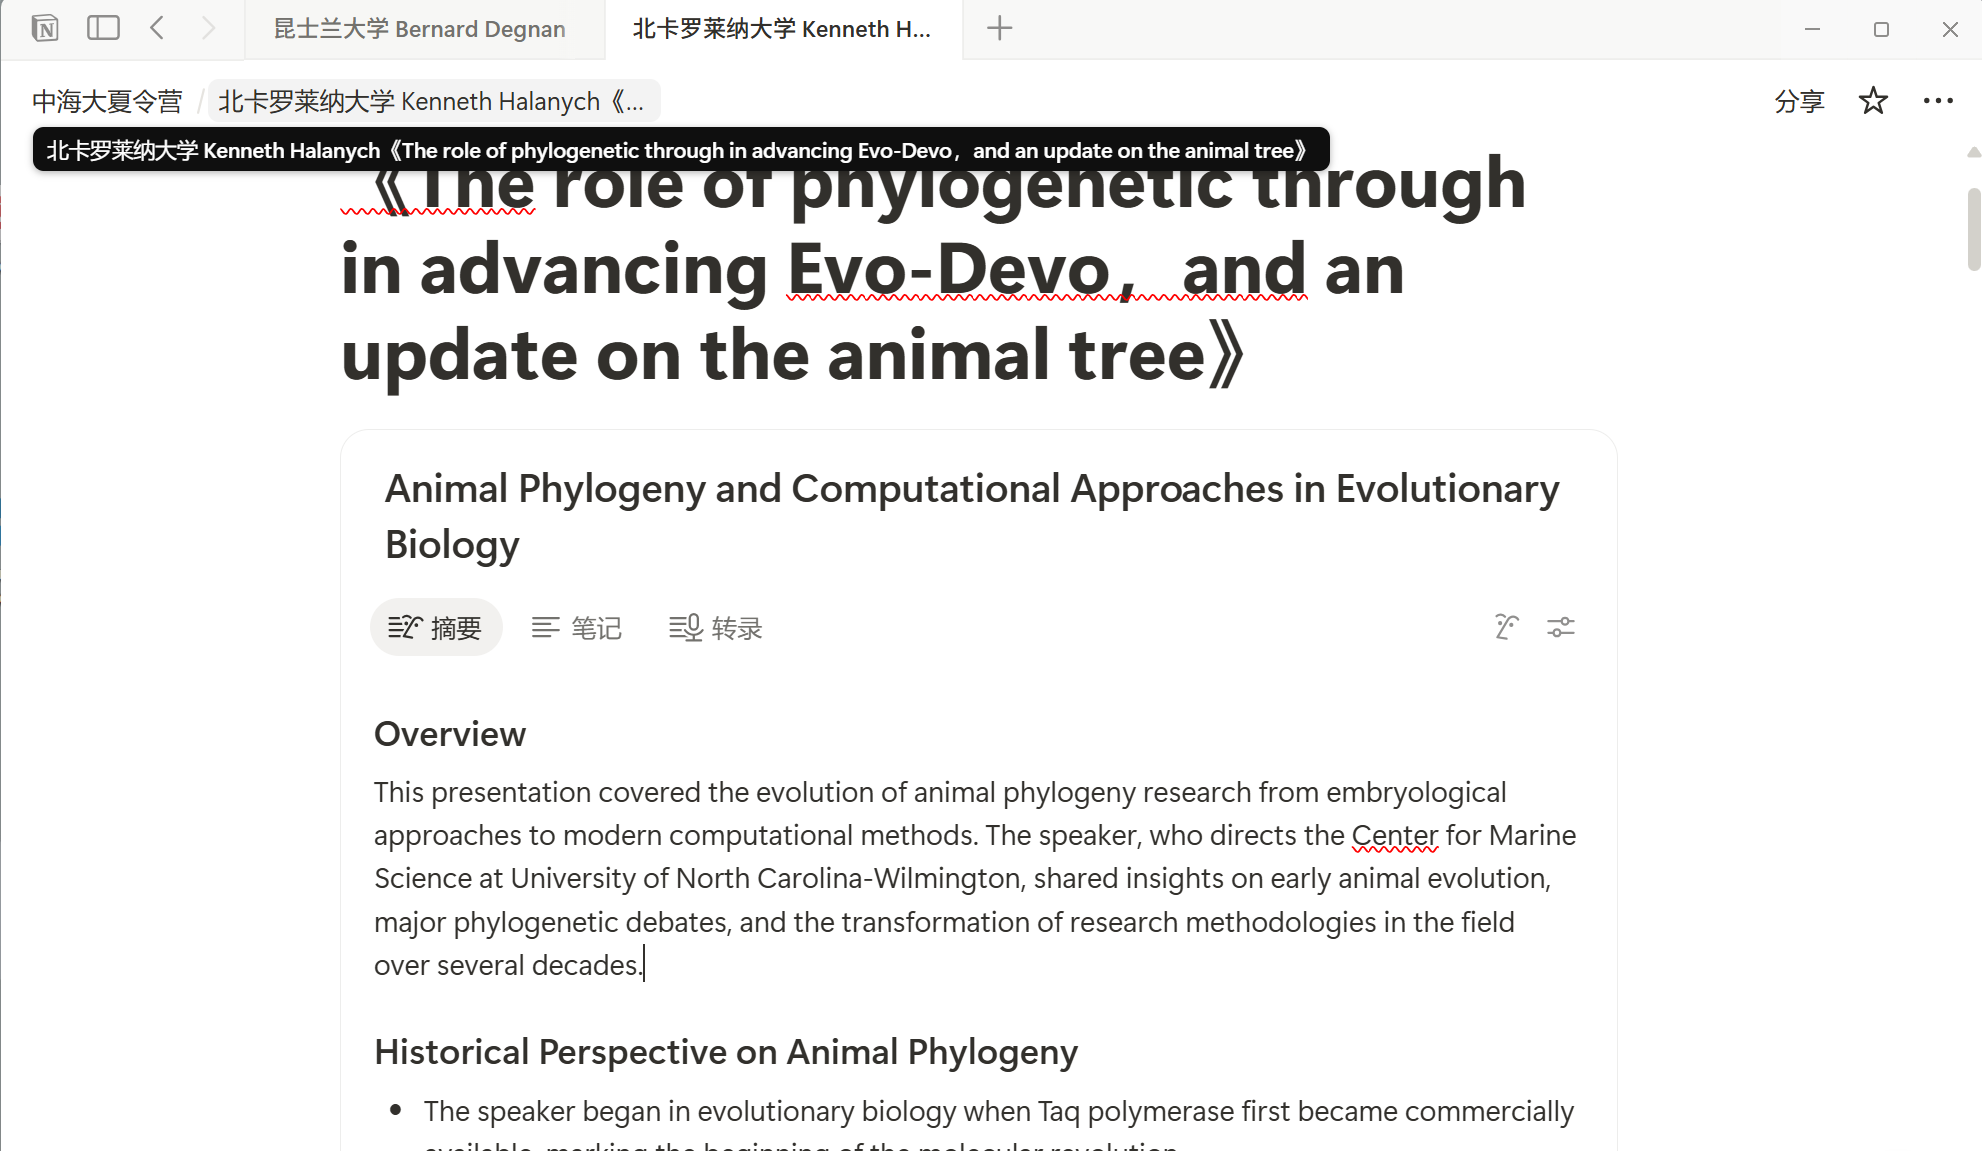 昆士兰大学 Bernard Degnan
北卡罗莱纳大学 Kenneth H...
中海大夏令营 / 北卡罗莱纳大学 Kenneth Halanych《...
分享
北卡罗莱纳大学 Kenneth Halanych《The role of phylogenetic through in advancing Evo-Devo，and an update on the animal tree》
《The role of phylogenetic through
in advancing Evo-Devo，and an
update on the animal tree》
Animal Phylogeny and Computational Approaches in Evolutionary
Biology
摘要 笔记 转录
Overview
This presentation covered the evolution of animal phylogeny research from embryological
approaches to modern computational methods. The speaker, who directs the Center for Marine
Science at University of North Carolina-Wilmington, shared insights on early animal evolution,
major phylogenetic debates, and the transformation of research methodologies in the field
over several decades.
Historical Perspective on Animal Phylogeny
• The speaker began in evolutionary biology when Taq polymerase first became commercially
available, marking the beginning of the molecular revolution